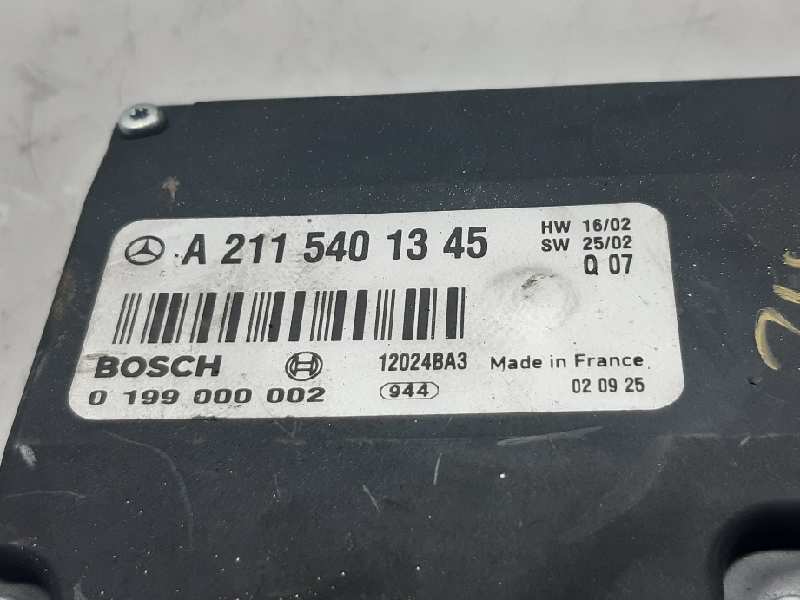 A 211 540 13 45
HW 16/02
SW 25/02
Q 07
BOSCH
12024BA3
Made in France
0 199 000 002
944
02 09 25